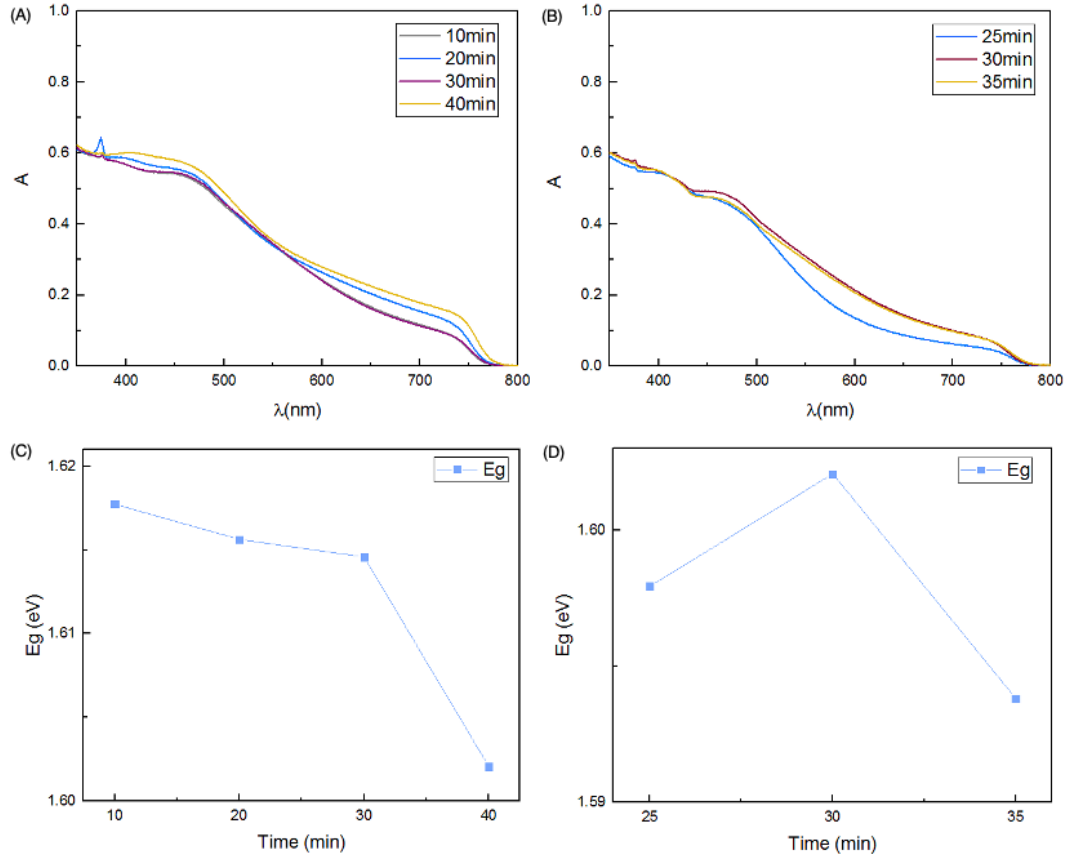 (A)
1.0
0.8
0.6
0.4
0.2
0.0
A
10min
20min
30min
40min
400
500
600
700
800
λ(nm)
(B)
1.0
0.8
0.6
0.4
0.2
0.0
A
25min
30min
35min
400
500
600
700
800
λ(nm)
(C)
1.62
1.61
1.60
Eg (eV)
Eg
10
20
30
40
Time (min)
(D)
1.60
1.59
Eg (eV)
Eg
25
30
35
Time (min)